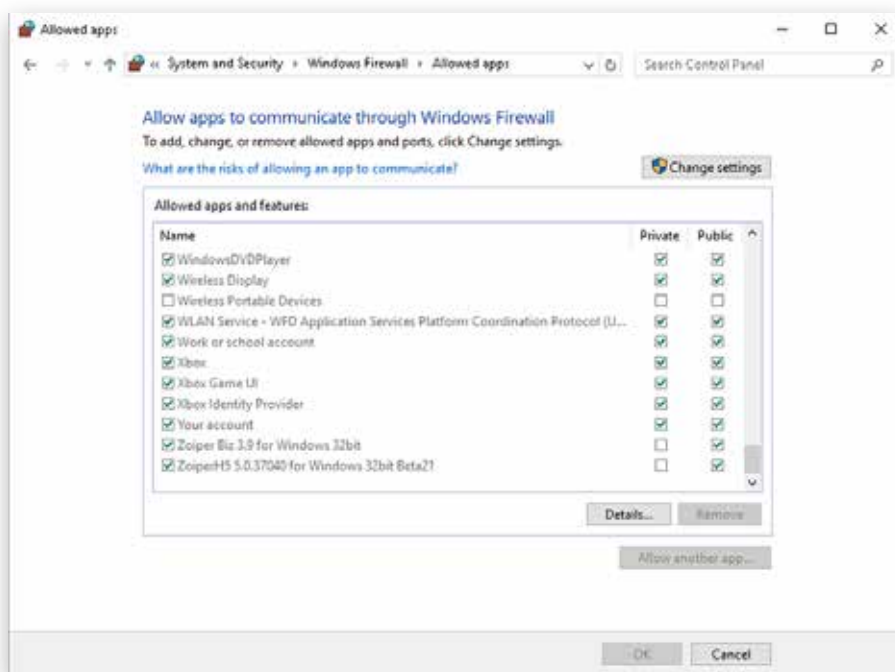 Allowed apps
« System and Security › Windows Firewall › Allowed apps
Search Control Panel
Allow apps to communicate through Windows Firewall
To add, change, or remove allowed apps and ports, click Change settings.
What are the risks of allowing an app to communicate?
Change settings
Allowed apps and features:
Name Private Public
WindowsDVDPlayer
Wireless Display
Wireless Portable Devices
WLAN Service - WFD Application Services Platform Coordination Protocol (U...
Work or school account
Xbox
Xbox Game UI
Xbox Identity Provider
Your account
Zoiper Biz 3.9 for Windows 32bit
ZoiperH5 5.0.37040 for Windows 32bit Beta21
Details... Remove
Allow another app...
OK Cancel